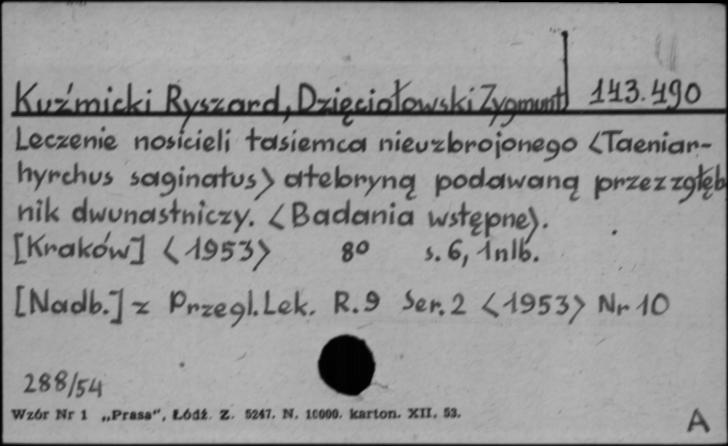 Kuźmicki Ryszard, Dzięciołowski Zygmunt 143.490
Leczenie nosicieli tasiemca nieuzbrojonego <Taeniar-
hyrchus saginatus> atebryną podawaną przez zgłęb
nik dwunastniczy. <Badania wstępne>.
[Kraków] <1953> 8º s. 6, 1 nlb.
[Nadb.] z Przegl. Lek. R. 9 Ser. 2 <1953> Nr 10
288/54
Wzór Nr 1 „Prasa", Łódź. Z. 5247. N. 10000. karton. XII. 53.
A